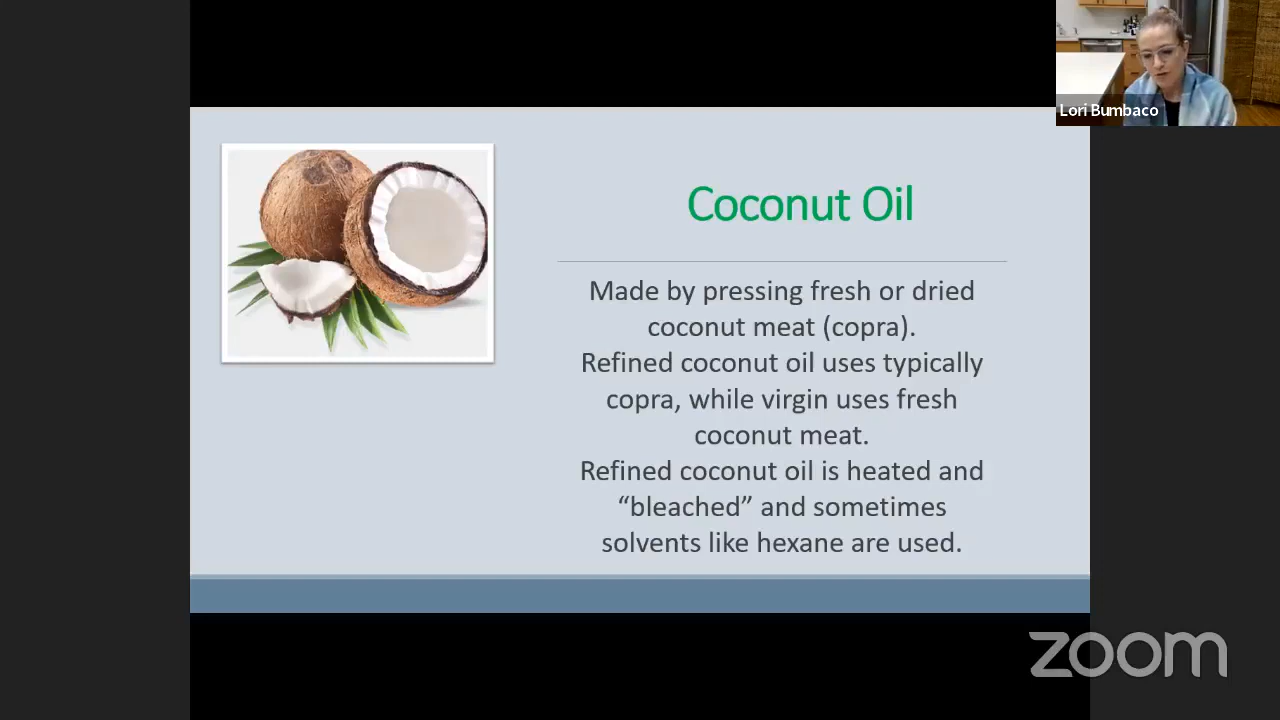 Lori Bumbaco
Coconut Oil
Made by pressing fresh or dried
coconut meat (copra).
Refined coconut oil uses typically
copra, while virgin uses fresh
coconut meat.
Refined coconut oil is heated and
“bleached” and sometimes
solvents like hexane are used.
zoom